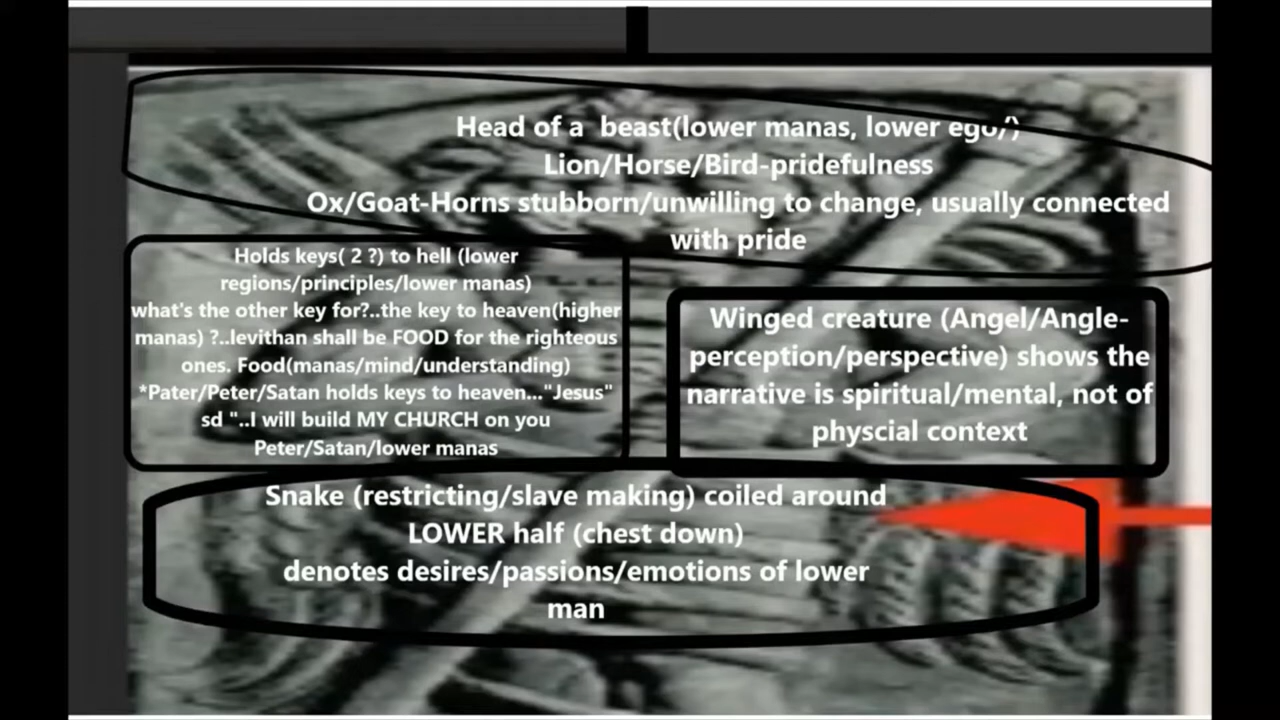 Head of a beast(lower manas, lower ego/)
Lion/Horse/Bird-pridefulness
Ox/Goat-Horns stubborn/unwilling to change, usually connected
with pride
Holds keys( 2 ?) to hell (lower
regions/principles/lower manas)
what's the other key for?..the key to heaven(higher
manas) ?..levithan shall be FOOD for the righteous
ones. Food(manas/mind/understanding)
*Pater/Peter/Satan holds keys to heaven..."Jesus"
sd "..I will build MY CHURCH on you
Peter/Satan/lower manas
Winged creature (Angel/Angle-
perception/perspective) shows the
narrative is spiritual/mental, not of
physcial context
Snake (restricting/slave making) coiled around
LOWER half (chest down)
denotes desires/passions/emotions of lower
man